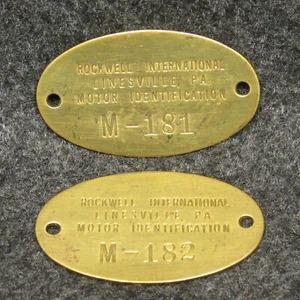 ROCKWELL INTERNATIONAL
LINESVILLE, PA
MOTOR IDENTIFICATION
M-181
ROCKWELL INTERNATIONAL
LINESVILLE, PA
MOTOR IDENTIFICATION
M-182